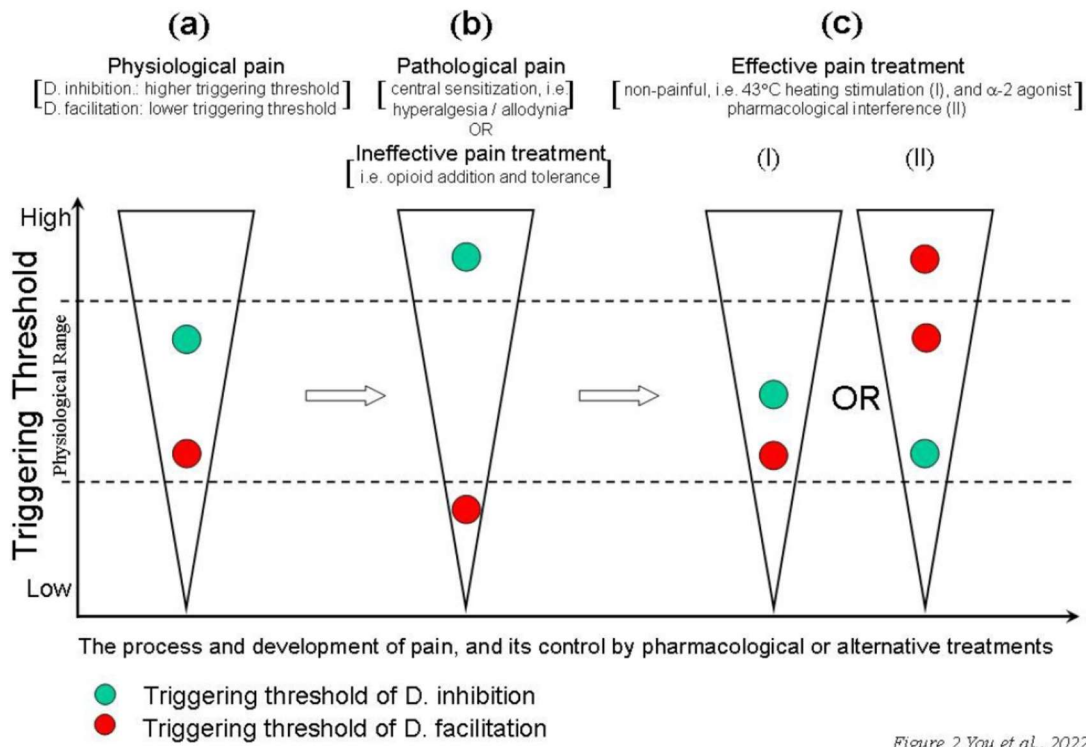 (a)
Physiological pain
[D. inhibition.: higher triggering threshold]
[D. facilitation: lower triggering threshold]
(b)
Pathological pain
[central sensitization, i.e.
hyperalgesia / allodynia]
OR
Ineffective pain treatment
[i.e. opioid addition and tolerance]
(c)
Effective pain treatment
[non-painful, i.e. 43°C heating stimulation (I), and α-2 agonist
pharmacological interference (II)]
(I)
(II)
High
Triggering Threshold
Physiological Range
Low
OR
The process and development of pain, and its control by pharmacological or alternative treatments
Triggering threshold of D. inhibition
Triggering threshold of D. facilitation
Figure 2 You et al., 2022